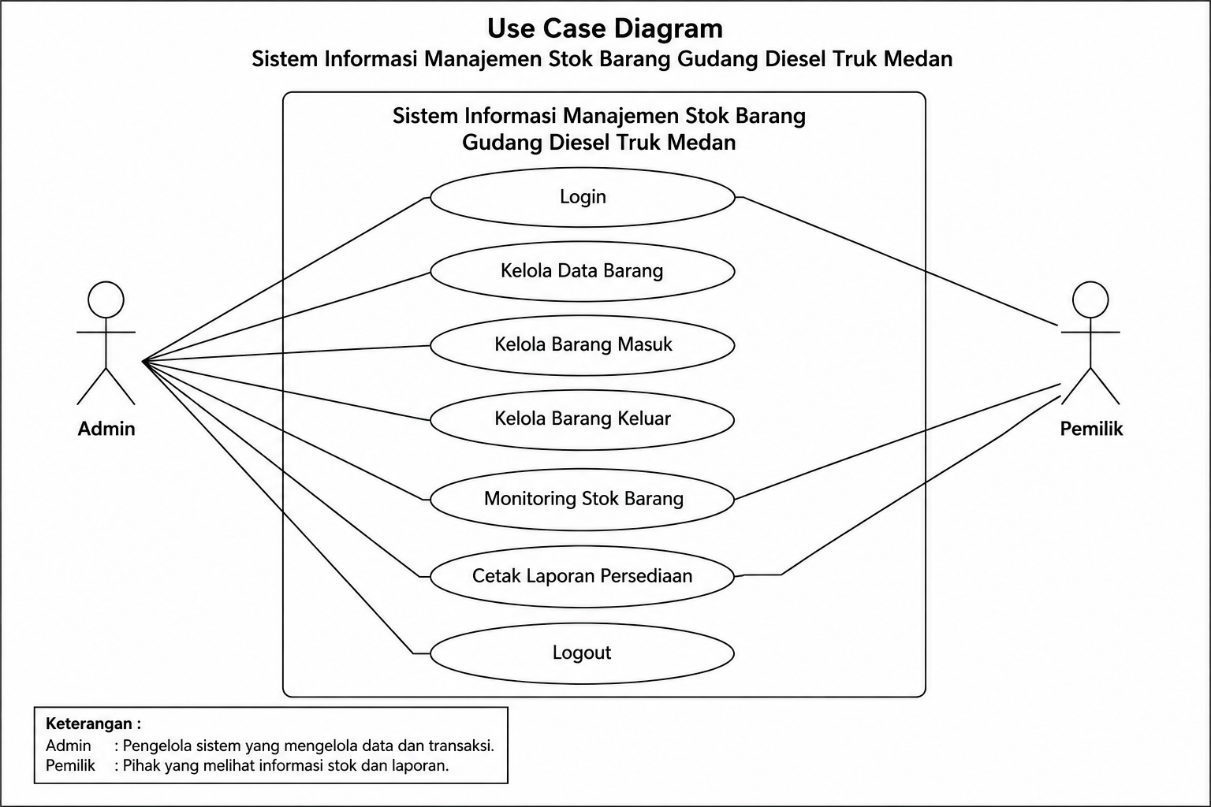 Use Case Diagram
Sistem Informasi Manajemen Stok Barang Gudang Diesel Truk Medan
Sistem Informasi Manajemen Stok Barang
Gudang Diesel Truk Medan
Login
Kelola Data Barang
Kelola Barang Masuk
Kelola Barang Keluar
Admin
Pemilik
Monitoring Stok Barang
Cetak Laporan Persediaan
Logout
Keterangan :
Admin : Pengelola sistem yang mengelola data dan transaksi.
Pemilik : Pihak yang melihat informasi stok dan laporan.